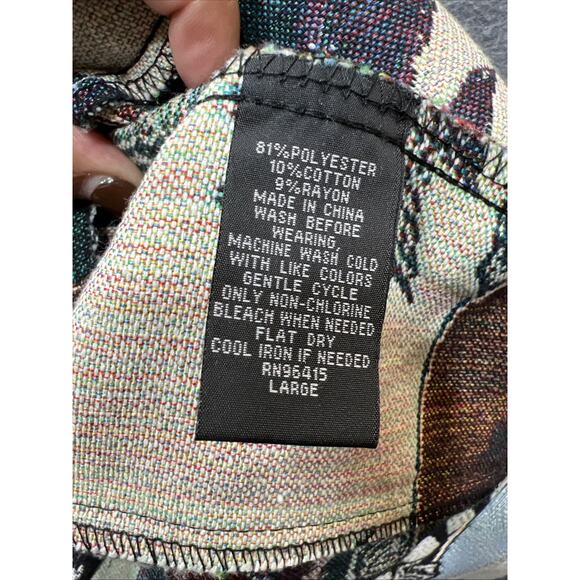 81%POLYESTER
10%COTTON
9%RAYON
MADE IN CHINA
WASH BEFORE
WEARING,
MACHINE WASH COLD
WITH LIKE COLORS
GENTLE CYCLE
ONLY NON-CHLORINE
BLEACH WHEN NEEDED
FLAT DRY
COOL IRON IF NEEDED
RN96415
LARGE